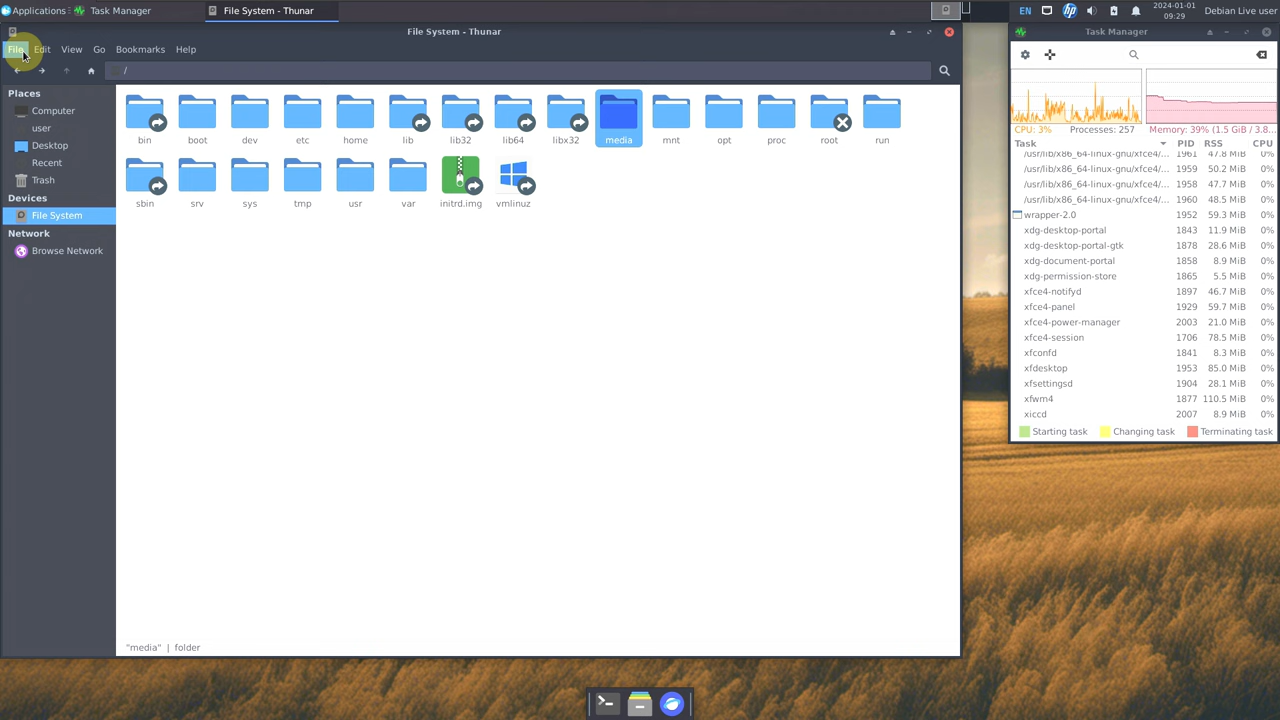 Applications
Task Manager
File System - Thunar
EN
hp
2024-01-01
09:29
Debian Live user
File System - Thunar
File
Edit
View
Go
Bookmarks
Help
/
Places
Computer
user
Desktop
Recent
Trash
Devices
File System
Network
Browse Network
bin
boot
dev
etc
home
lib
lib32
lib64
libx32
media
mnt
opt
proc
root
run
sbin
srv
sys
tmp
usr
var
initrd.img
vmlinuz
"media" | folder
Task Manager
CPU: 3%
Processes: 257
Memory: 39% (1.5 GiB / 3.8...
Task PID RSS CPU
/usr/lib/x86_64-linux-gnu/xfce4/... 1961 47.8 MiB 0%
/usr/lib/x86_64-linux-gnu/xfce4/... 1959 50.2 MiB 0%
/usr/lib/x86_64-linux-gnu/xfce4/... 1958 47.7 MiB 0%
/usr/lib/x86_64-linux-gnu/xfce4/... 1960 48.5 MiB 0%
wrapper-2.0 1952 59.3 MiB 0%
xdg-desktop-portal 1843 11.9 MiB 0%
xdg-desktop-portal-gtk 1878 28.6 MiB 0%
xdg-document-portal 1858 8.9 MiB 0%
xdg-permission-store 1865 5.5 MiB 0%
xfce4-notifyd 1897 46.7 MiB 0%
xfce4-panel 1929 59.7 MiB 0%
xfce4-power-manager 2003 21.0 MiB 0%
xfce4-session 1706 78.5 MiB 0%
xfconfd 1841 8.3 MiB 0%
xfdesktop 1953 85.0 MiB 0%
xfsettingsd 1904 28.1 MiB 0%
xfwm4 1877 110.5 MiB 0%
xiccd 2007 8.9 MiB 0%
Starting task
Changing task
Terminating task